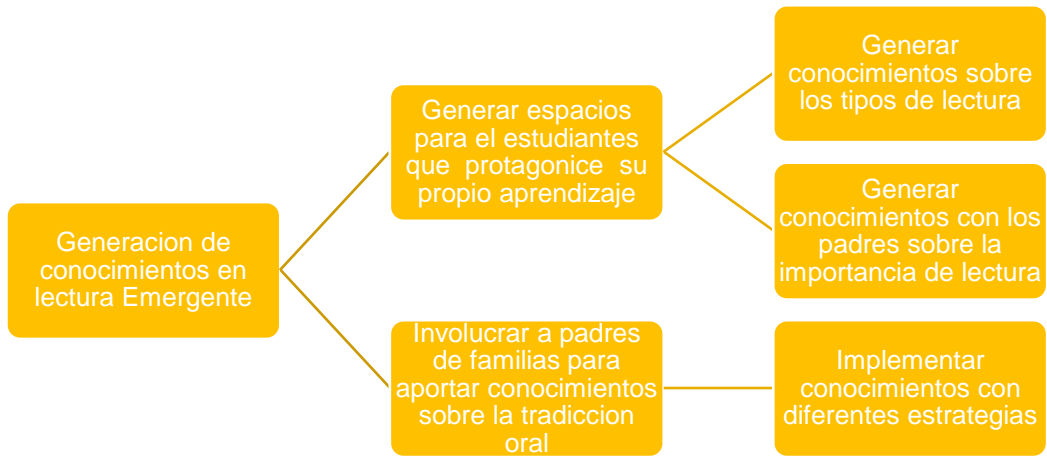 Generacion de
conocimientos en
lectura Emergente
Generar espacios
para el estudiantes
que protagonice su
propio aprendizaje
Generar
conocimientos sobre
los tipos de lectura
Generar
conocimientos con los
padres sobre la
importancia de lectura
Involucrar a padres
de familias para
aportar conocimientos
sobre la tradiccion
oral
Implementar
conocimientos con
diferentes estrategias